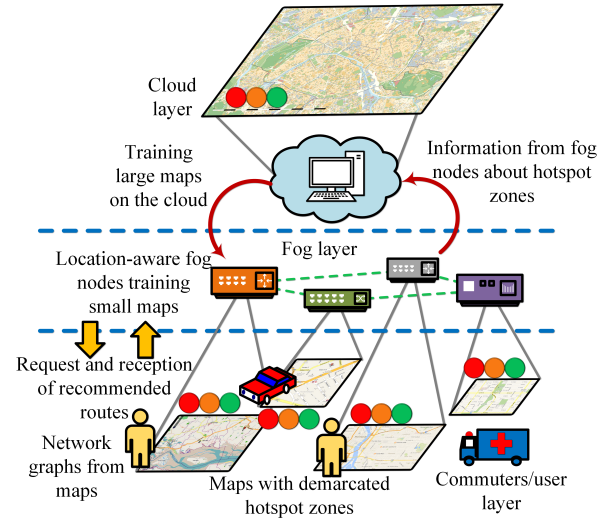 Cloud
layer
Training
large maps
on the cloud
Information from fog
nodes about hotspot
zones
Fog layer
Location-aware fog
nodes training
small maps
Request and reception
of recommended
routes
Network
graphs from
maps
Maps with demarcated
hotspot zones
Commuters/user
layer